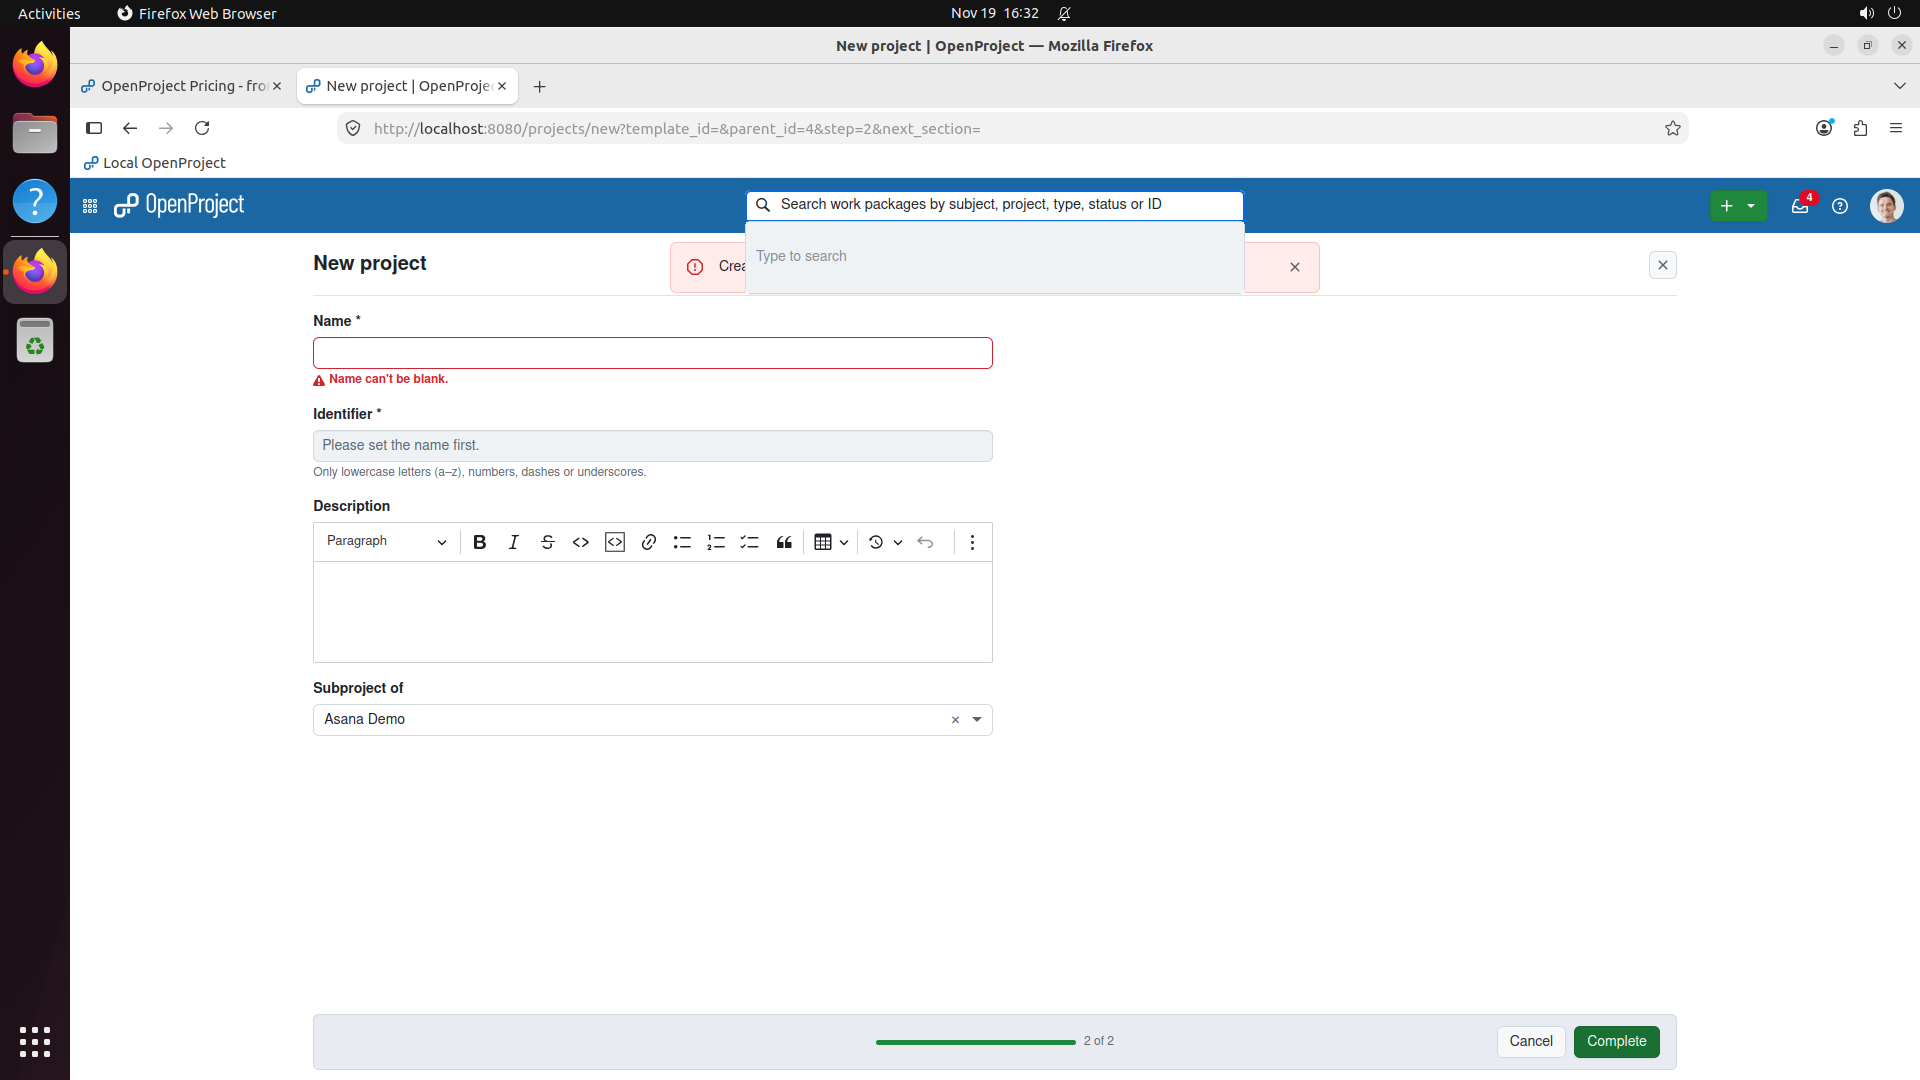 Activities
Firefox Web Browser
Nov 19 16:32
New project | OpenProject — Mozilla Firefox
OpenProject Pricing - fro
New project | OpenProje
http://localhost:8080/projects/new?template_id=&parent_id=4&step=2&next_section=
Local OpenProject
OpenProject
Search work packages by subject, project, type, status or ID
4
Type to search
New project
Crea
Name *
Name can't be blank.
Identifier *
Please set the name first.
Only lowercase letters (a–z), numbers, dashes or underscores.
Description
Paragraph
Subproject of
Asana Demo
2 of 2
Cancel
Complete